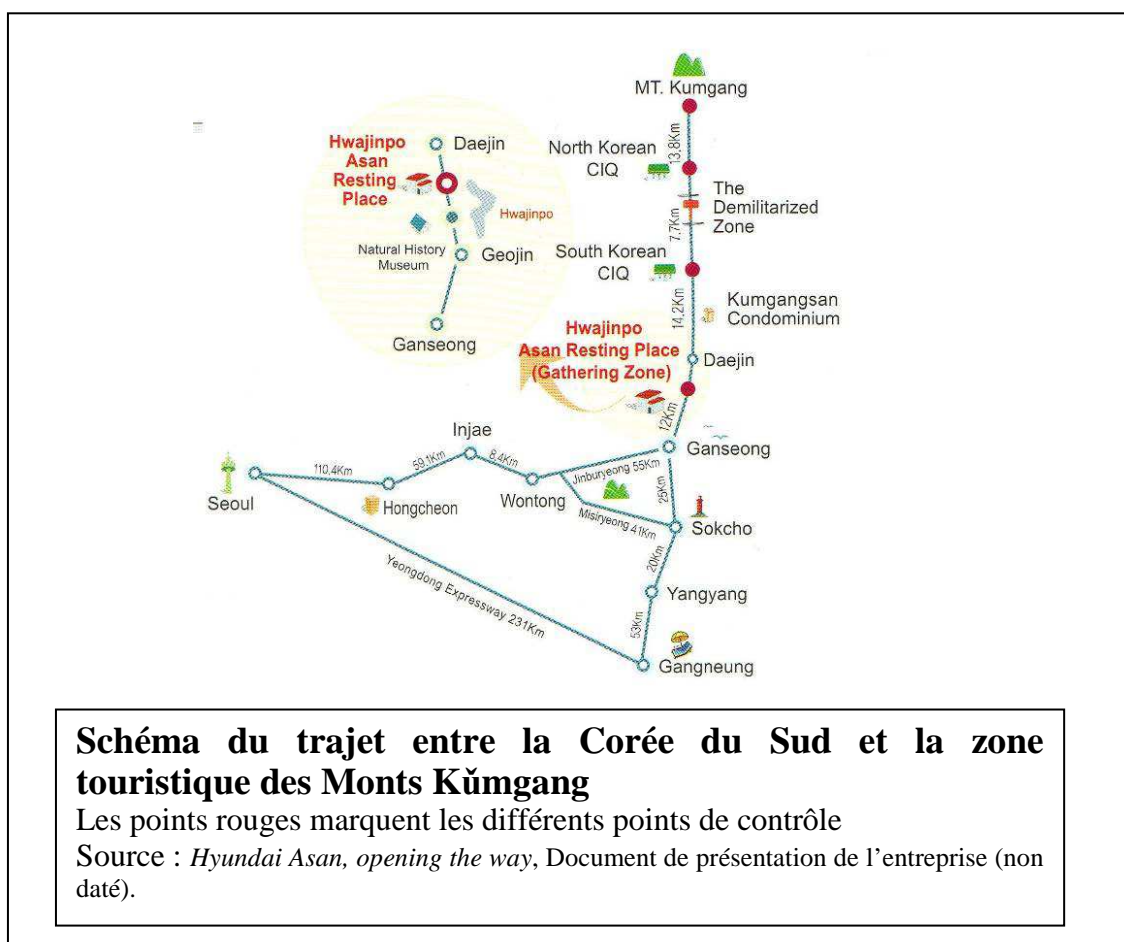 MT. Kumgang
13.8Km
North Korean
CIQ
The
Demilitarized
Zone
7.7Km
South Korean
CIQ
14.2Km
Kumgangsan
Condominium
Hwajinpo
Asan Resting Place
(Gathering Zone)
Daejin
12Km
Ganseong
Daejin
Hwajinpo
Asan
Resting
Place
Hwajinpo
Natural History
Museum
Geojin
Ganseong
Injae
59.1Km
8.4Km
110.4Km
Seoul
Hongcheon
Wontong
Jinburyeong 55Km
Misiryeong 41Km
25Km
Sokcho
20Km
Yangyang
Yeongdong Expressway 231Km
53Km
Gangneung
Schéma du trajet entre la Corée du Sud et la zone
touristique des Monts Kǔmgang
Les points rouges marquent les différents points de contrôle
Source : Hyundai Asan, opening the way, Document de présentation de l'entreprise (non
daté).